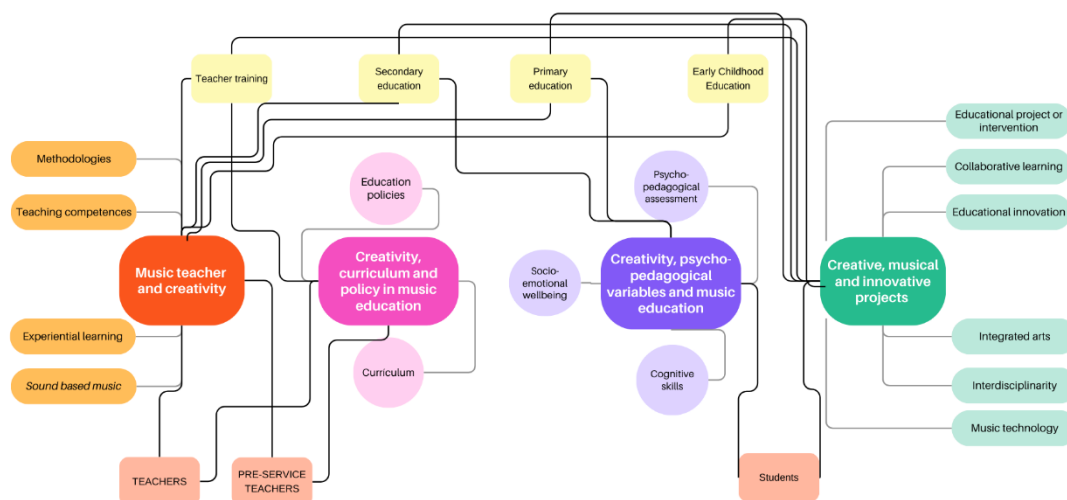 Teacher training
Secondary
education
Primary
education
Early Childhood
Education
Methodologies
Teaching competences
Education
policies
Psycho-
pedagogical
assessment
Educational project or
intervention
Collaborative learning
Educational innovation
Music teacher
and creativity
Creativity,
curriculum and
policy in music
education
Socio-
emotional
wellbeing
Creativity, psycho-
pedagogical
variables and music
education
Creative, musical
and innovative
projects
Experiential learning
Sound based music
Curriculum
Cognitive
skills
Integrated arts
Interdisciplinarity
Music technology
TEACHERS
PRE-SERVICE
TEACHERS
Students